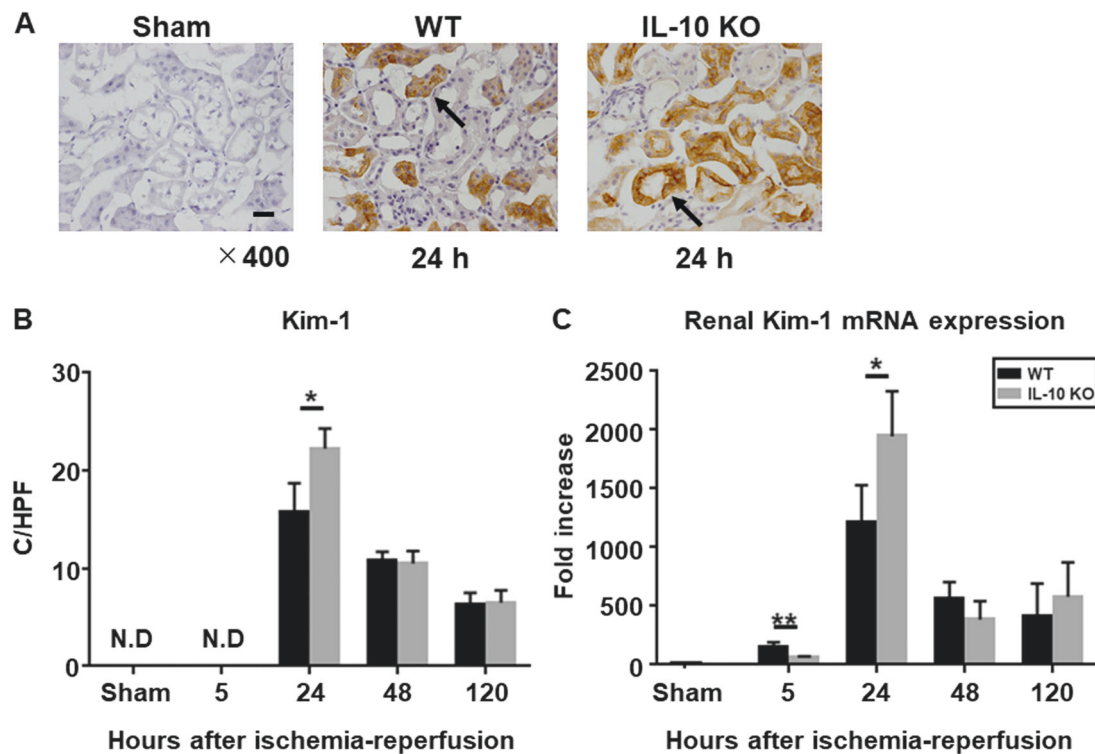 A
Sham
WT
IL-10 KO
×400
24 h
24 h
B
Kim-1
C/HPF
30
20
10
0
N.D
N.D
*
Sham
5
24
48
120
Hours after ischemia-reperfusion
C
Renal Kim-1 mRNA expression
WT
IL-10 KO
Fold increase
2500
2000
1500
1000
500
0
**
*
Sham
5
24
48
120
Hours after ischemia-reperfusion